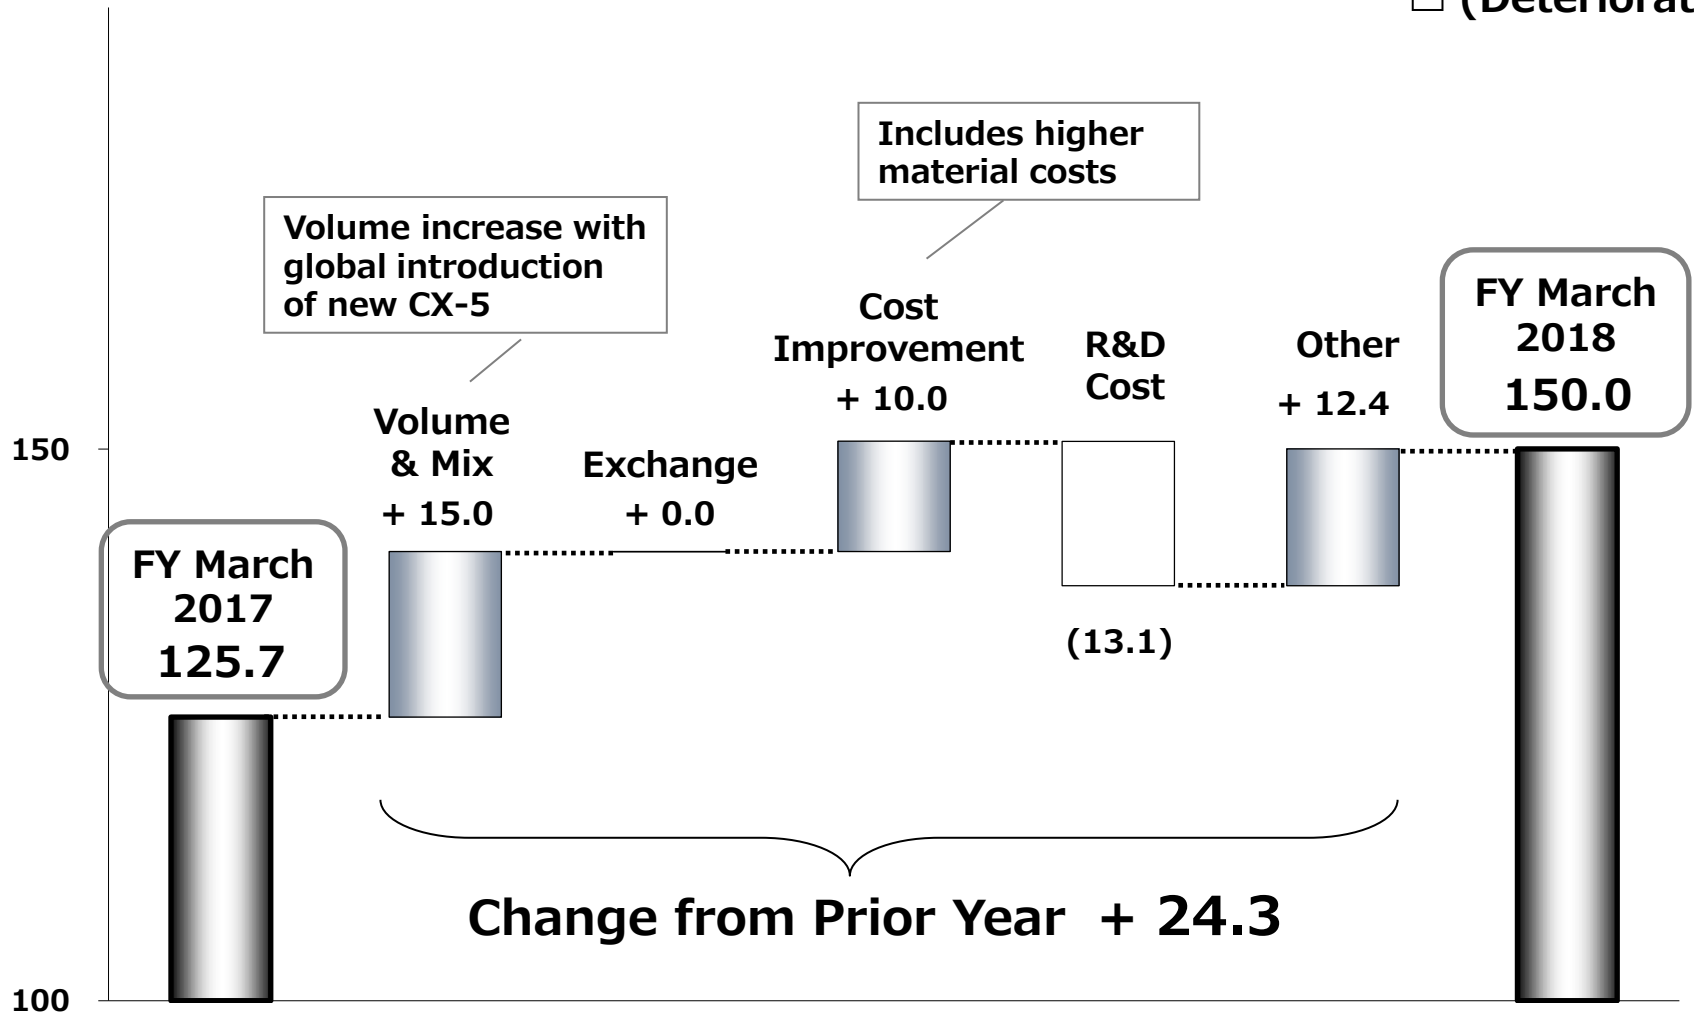 Includes higher
material costs
Volume increase with
global introduction
of new CX-5
FY March
2018
150.0
Cost
Improvement
+ 10.0
R&D
Cost
Other
+ 12.4
Volume
& Mix
+ 15.0
Exchange
+ 0.0
150
FY March
2017
125.7
(13.1)
Change from Prior Year + 24.3
100